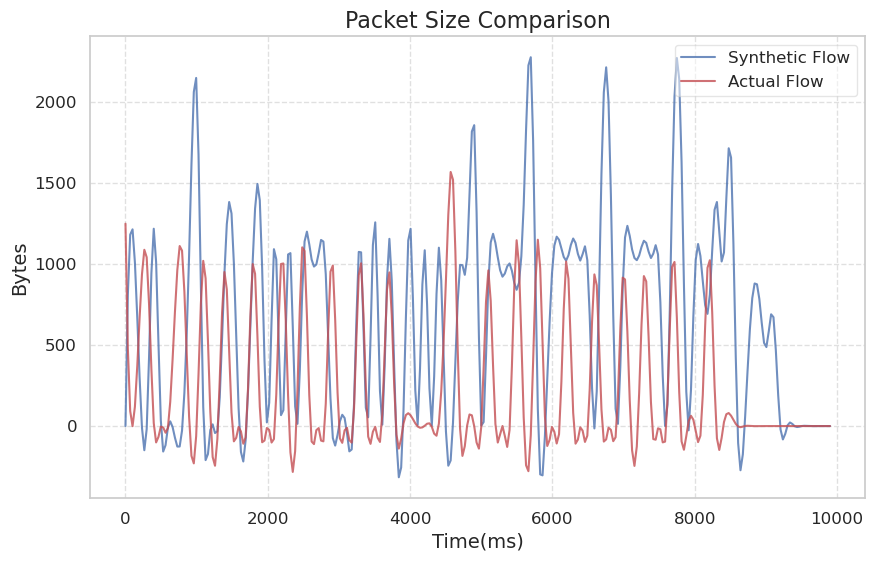 Packet Size Comparison
Synthetic Flow
Actual Flow
Bytes
2000
1500
1000
500
0
0 2000 4000 6000 8000 10000
Time(ms)